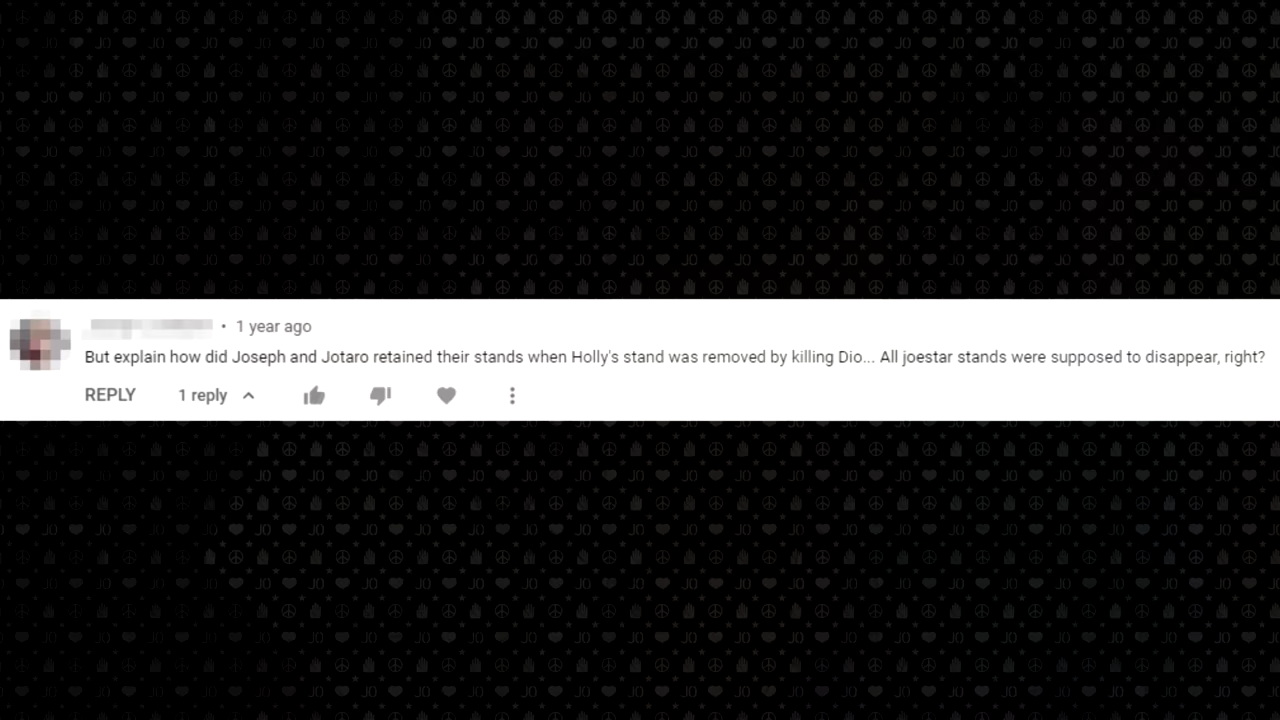 • 1 year ago
But explain how did Joseph and Jotaro retained their stands when Holly's stand was removed by killing Dio... All joestar stands were supposed to disappear, right?
REPLY 1 reply